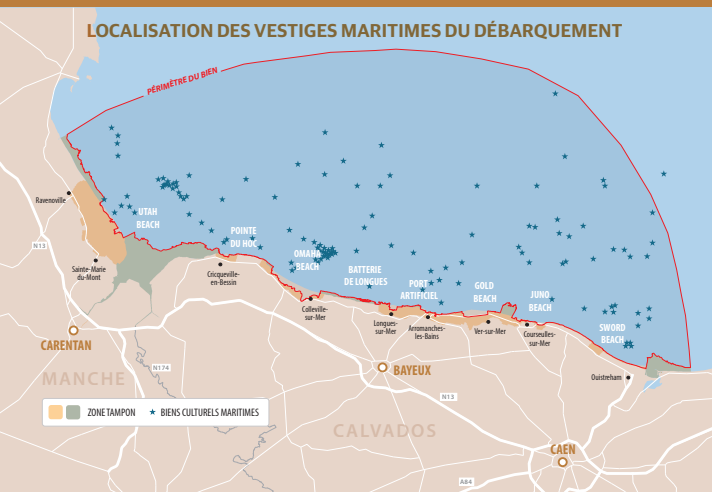 LOCALISATION DES VESTIGES MARITIMES DU DÉBARQUEMENT
PÉRIMÈTRE DU BIEN
Ravenoville
UTAH
BEACH
POINTE
DU HOC
N13
OMAHA
BEACH
Sainte-Marie
du-Mont
Cricqueville-
en-Bessin
BATTERIE
DE LONGUES
PORT
ARTIFICIEL
GOLD
BEACH
JUNO
BEACH
SWORD
BEACH
Colleville-
sur-Mer
Longues-
sur-Mer
Arromanches-
les-Bains
Ver-sur-Mer
Courseulles-
sur-Mer
CARENTAN
MANCHE
N174
BAYEUX
Ouistreham
N13
ZONE TAMPON
BIENS CULTURELS MARITIMES
CALVADOS
CAEN
A84